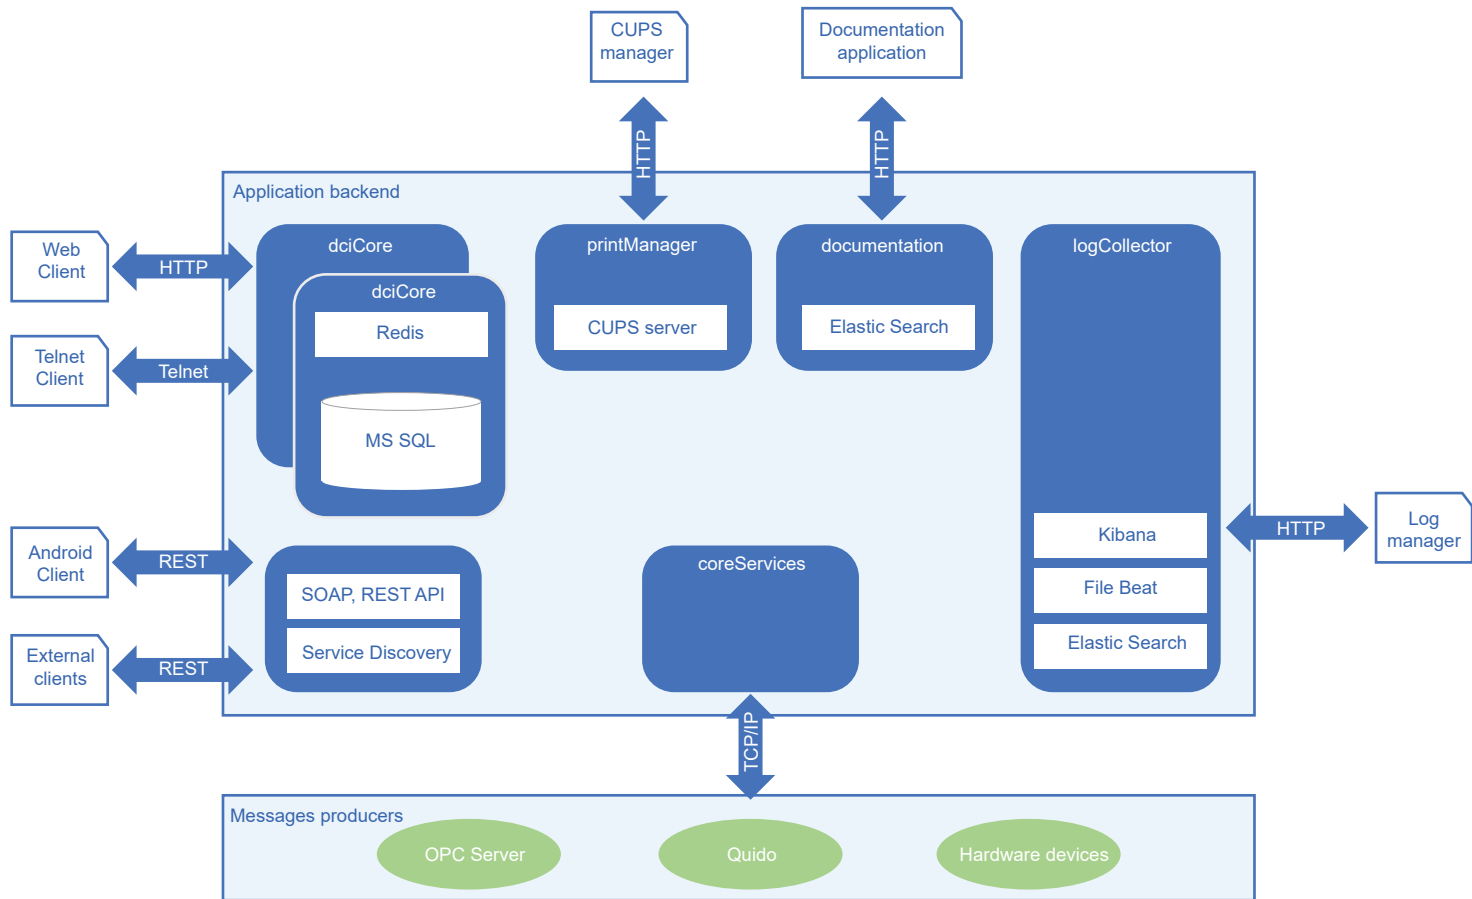 CUPS
manager
Documentation
application
HTTP
HTTP
Application backend
Web
Client
HTTP
Telnet
Client
Telnet
Android
Client
REST
External
clients
REST
dciCore
dciCore
Redis
MS SQL
printManager
CUPS server
documentation
Elastic Search
logCollector
Kibana
File Beat
Elastic Search
HTTP
Log
manager
SOAP, REST API
Service Discovery
coreServices
TCP/IP
Messages producers
OPC Server
Quido
Hardware devices